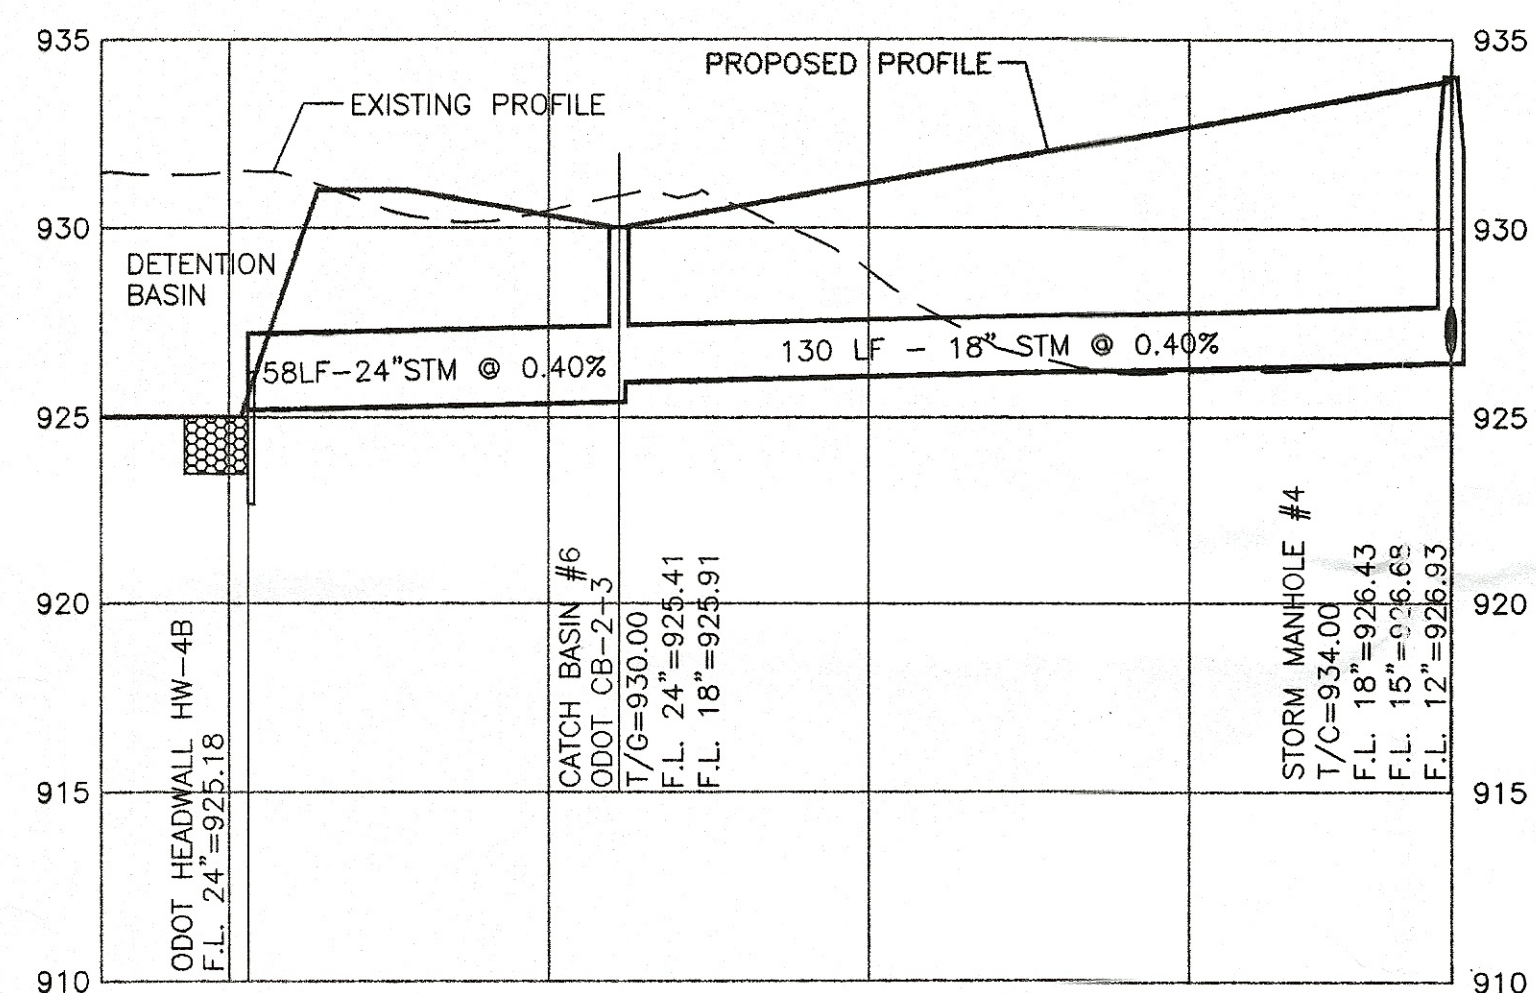 935
935
PROPOSED PROFILE
EXISTING PROFILE
930
930
DETENTION
BASIN
58LF-24"STM @ 0.40%
130 LF - 18" STM @ 0.40%
925
925
920
920
915
915
910
910
ODOT HEADWALL HW-4B
F.L. 24"=925.18
CATCH BASIN #6
ODOT CB-2-3
T/G=930.00
F.L. 24"=925.41
F.L. 18"=925.91
STORM MANHOLE #4
T/C=934.00
F.L. 18"=926.43
F.L. 15"=926.68
F.L. 12"=926.93